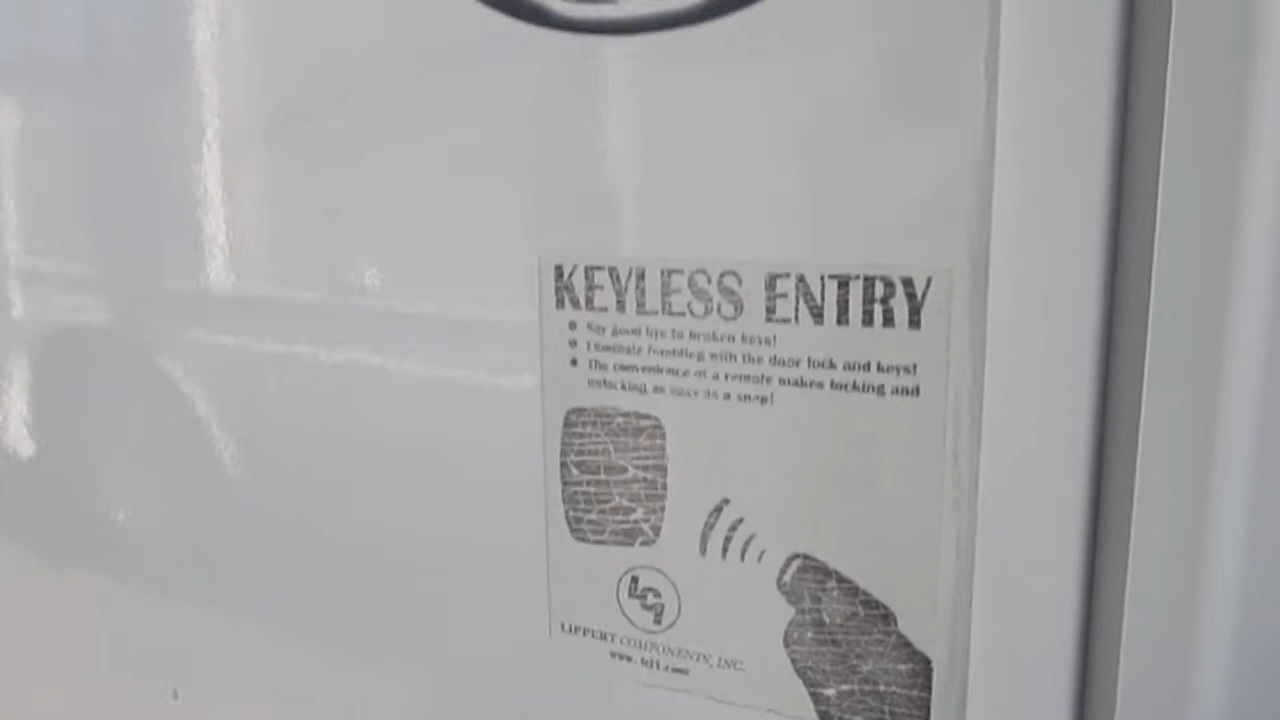 KEYLESS ENTRY
Say good bye to broken keys!
Eliminate fumbling with the door lock and keys!
The convenience of a remote makes locking and
unlocking as easy as a snap!
LCI
LIPPERT COMPONENTS, INC.
www.lci1.com